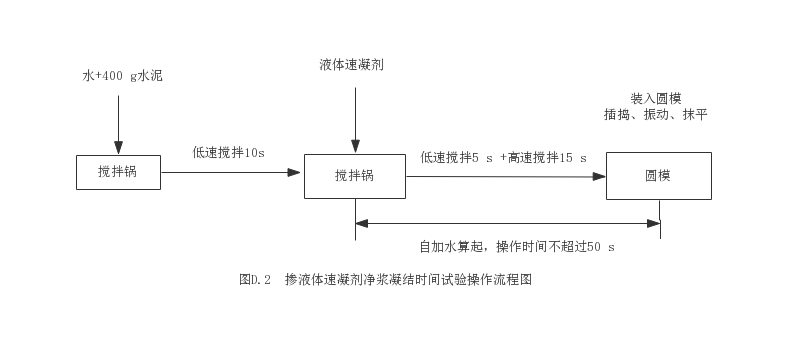 水+400 g水泥
液体速凝剂
装入圆模
插捣、振动、抹平
低速搅拌10s
低速搅拌5 s +高速搅拌15 s
搅拌锅
搅拌锅
圆模
自加水算起，操作时间不超过50 s
图D.2 掺液体速凝剂净浆凝结时间试验操作流程图